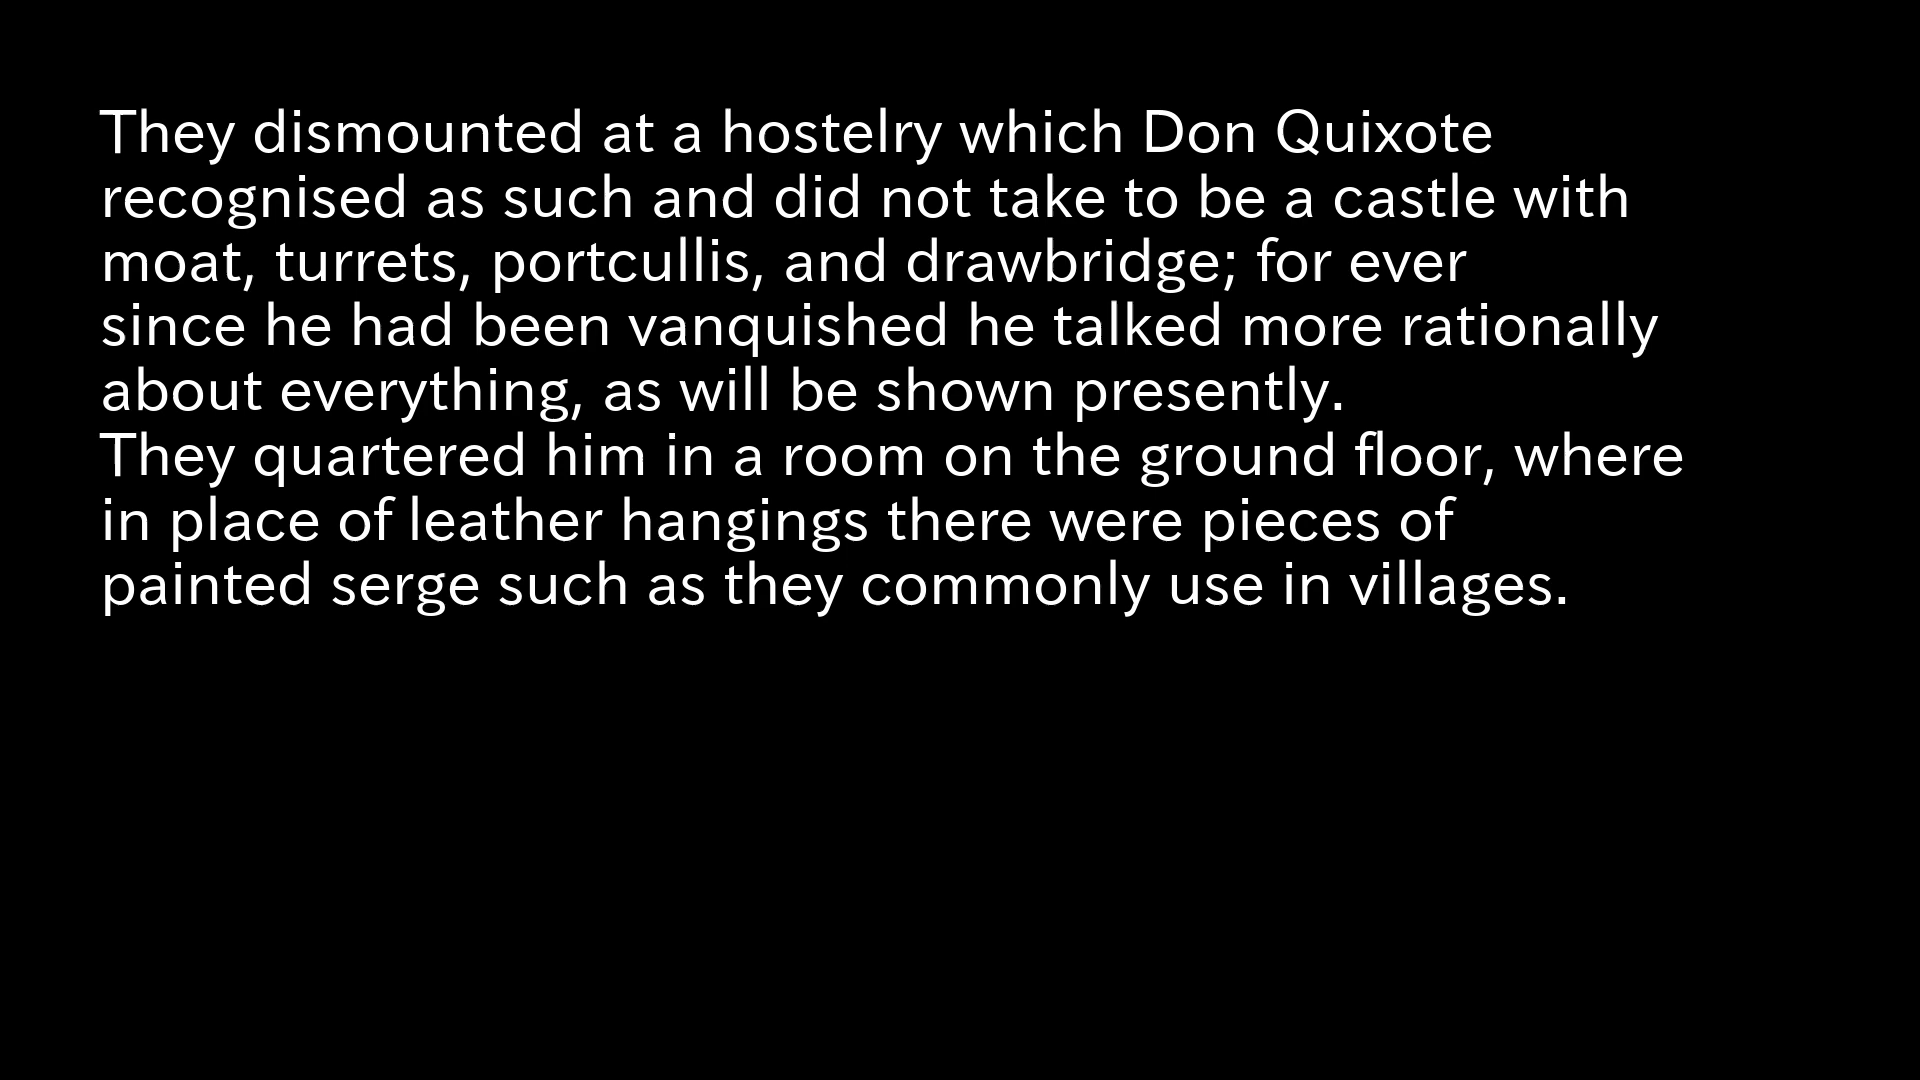 They dismounted at a hostelry which Don Quixote
recognised as such and did not take to be a castle with
moat, turrets, portcullis, and drawbridge; for ever
since he had been vanquished he talked more rationally
about everything, as will be shown presently.
They quartered him in a room on the ground floor, where
in place of leather hangings there were pieces of
painted serge such as they commonly use in villages.